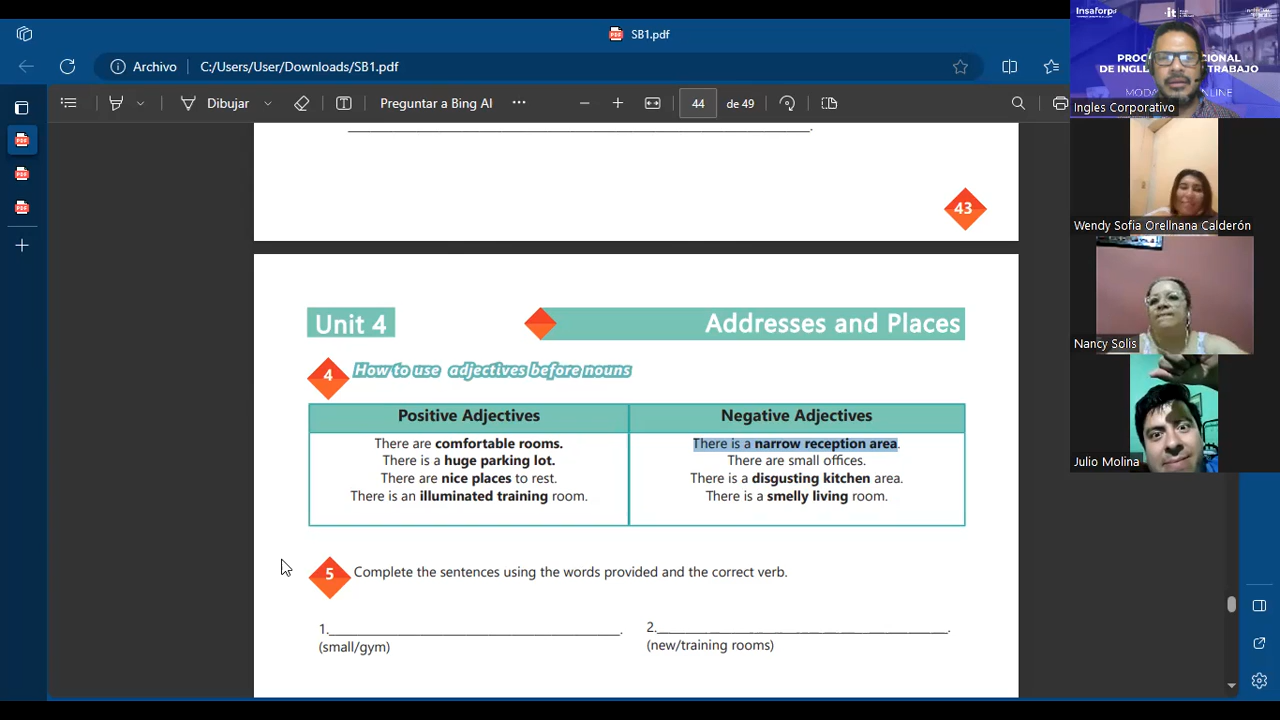 SB1.pdf
Archivo C:/Users/User/Downloads/SB1.pdf
Dibujar Preguntar a Bing AI 44 de 49
43
Unit 4 Addresses and Places
4 How to use adjectives before nouns
Positive Adjectives Negative Adjectives
There are comfortable rooms. There is a narrow reception area.
There is a huge parking lot. There are small offices.
There are nice places to rest. There is a disgusting kitchen area.
There is an illuminated training room. There is a smelly living room.
5 Complete the sentences using the words provided and the correct verb.
1. 2.
(small/gym) (new/training rooms)
Insaforp
Ingles Corporativo
Wendy Sofía Orellnana Calderón
Nancy Solis
Julio Molina